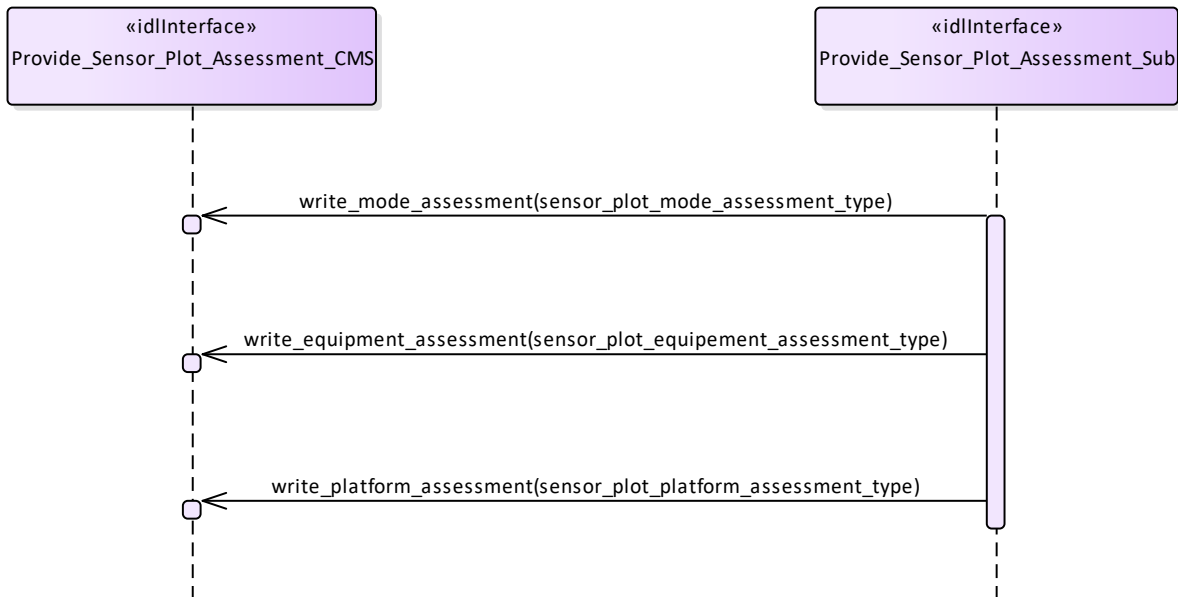 «idlInterface»
Provide_Sensor_Plot_Assessment_CMS
«idlInterface»
Provide_Sensor_Plot_Assessment_Sub
write_mode_assessment(sensor_plot_mode_assessment_type)
write_equipment_assessment(sensor_plot_equipement_assessment_type)
write_platform_assessment(sensor_plot_platform_assessment_type)